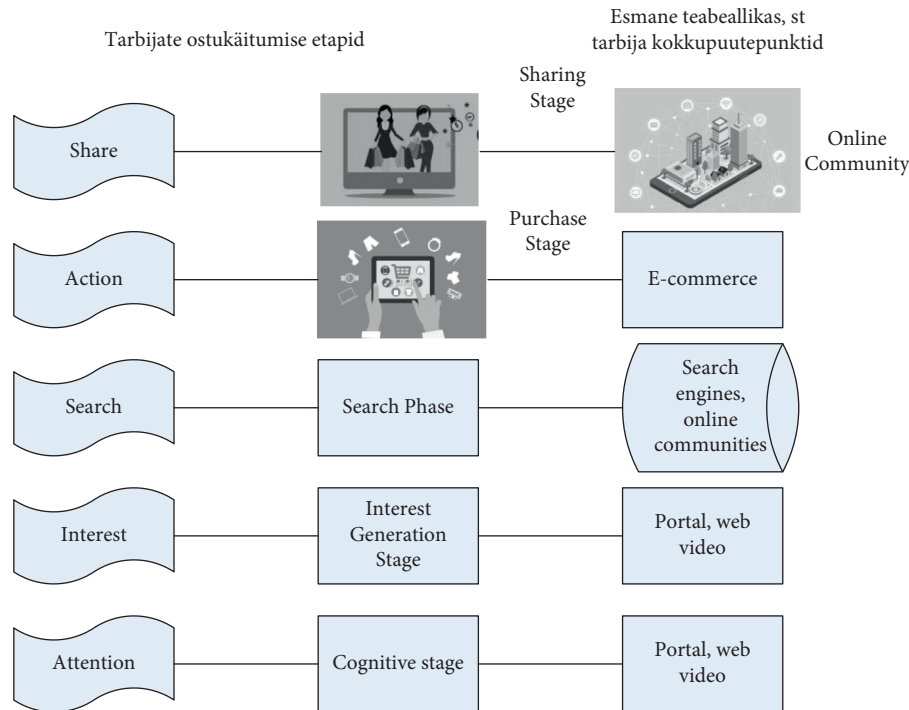 Tarbijate ostukäitumise etapid
Esmane teabeallikas, st
tarbija kokkupuutepunktid
Share
Sharing
Stage
Online
Community
Action
Purchase
Stage
E-commerce
Search
Search Phase
Search
engines,
online
communities
Interest
Interest
Generation
Stage
Portal, web
video
Attention
Cognitive stage
Portal, web
video